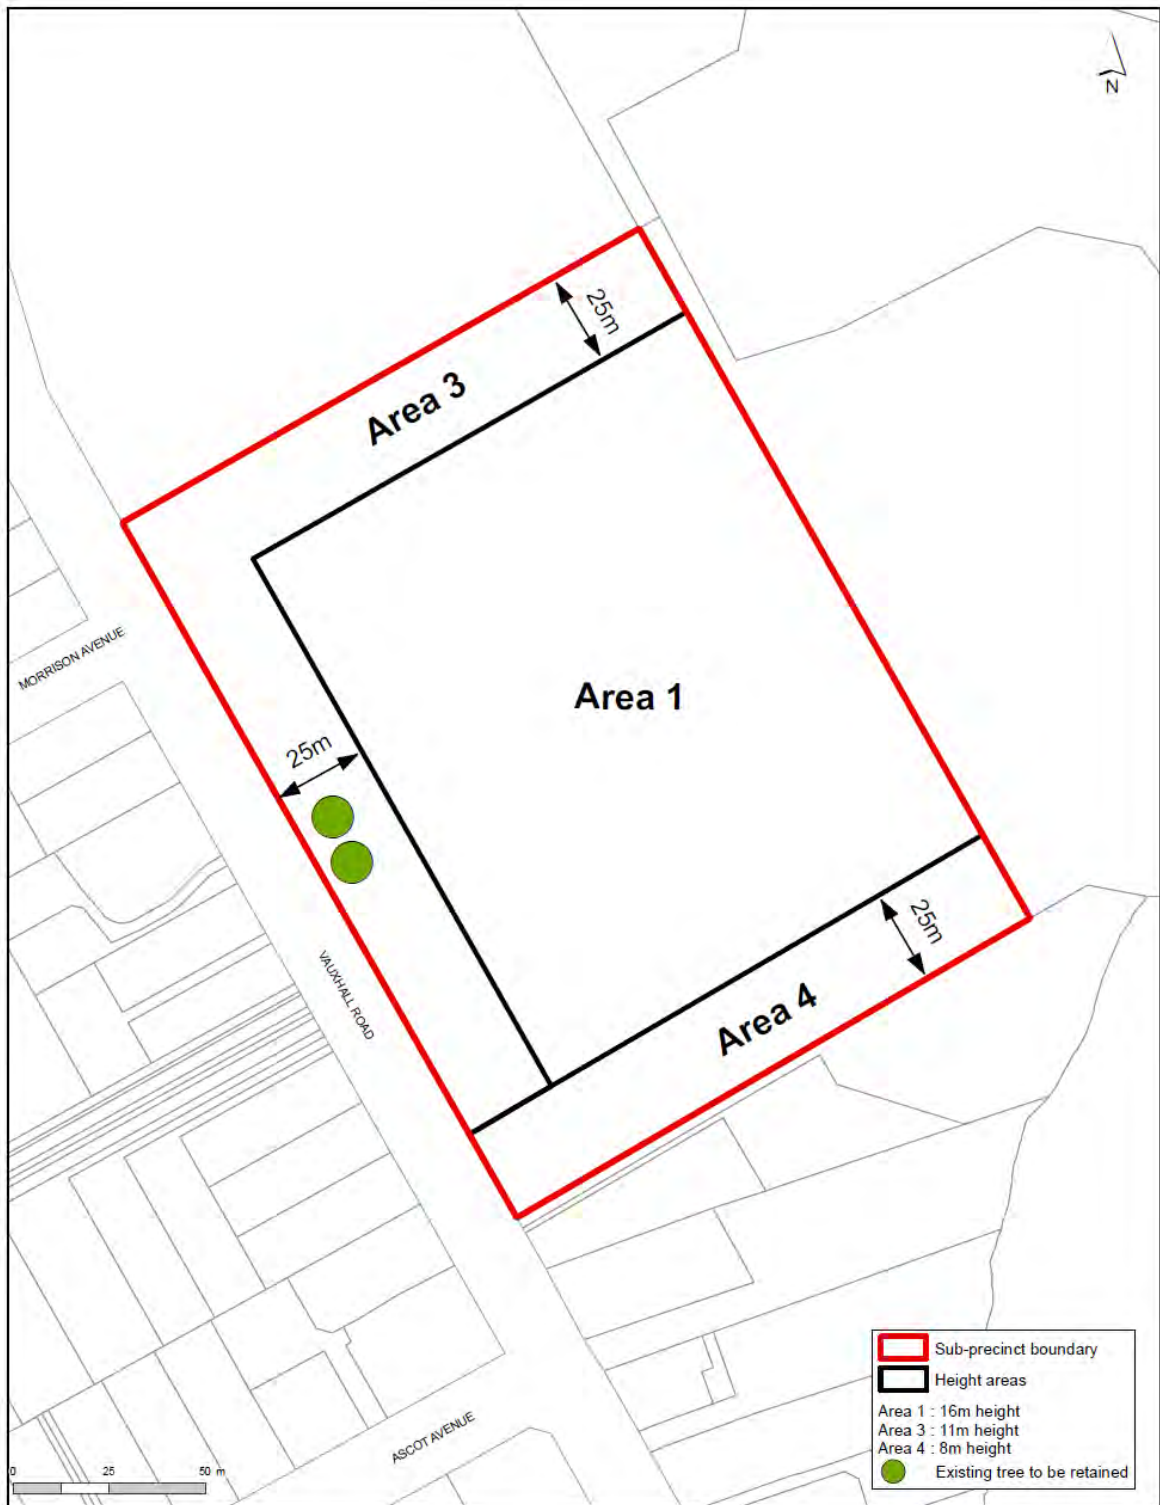 N
25m
Area 3
MORRISON AVENUE
Area 1
25m
25m
VAUXHALL ROAD
Area 4
Sub-precinct boundary
Height areas
Area 1 : 16m height
Area 3 : 11m height
Area 4 : 8m height
Existing tree to be retained
ASCOT AVENUE
0 25 50 m